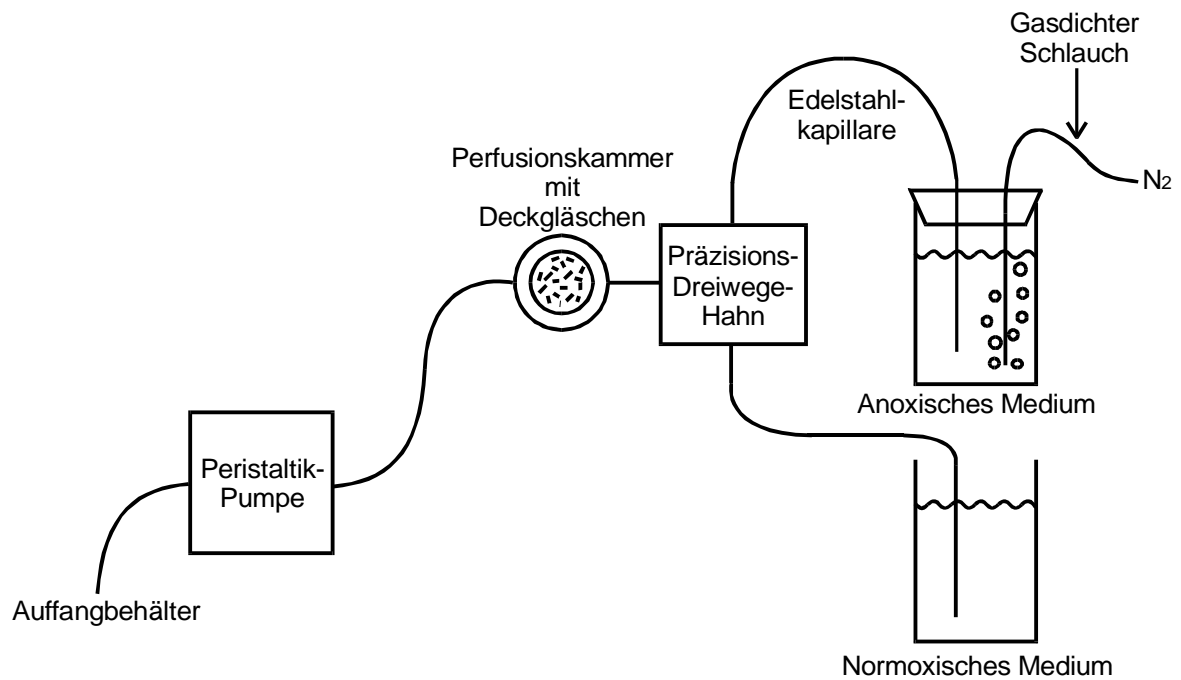 Gasdichter
Schlauch
Edelstahl-
kapillare
N2
Perfusionskammer
mit
Deckgläschen
Präzisions-
Dreiwege-
Hahn
Anoxisches Medium
Peristaltik-
Pumpe
Auffangbehälter
Normoxisches Medium